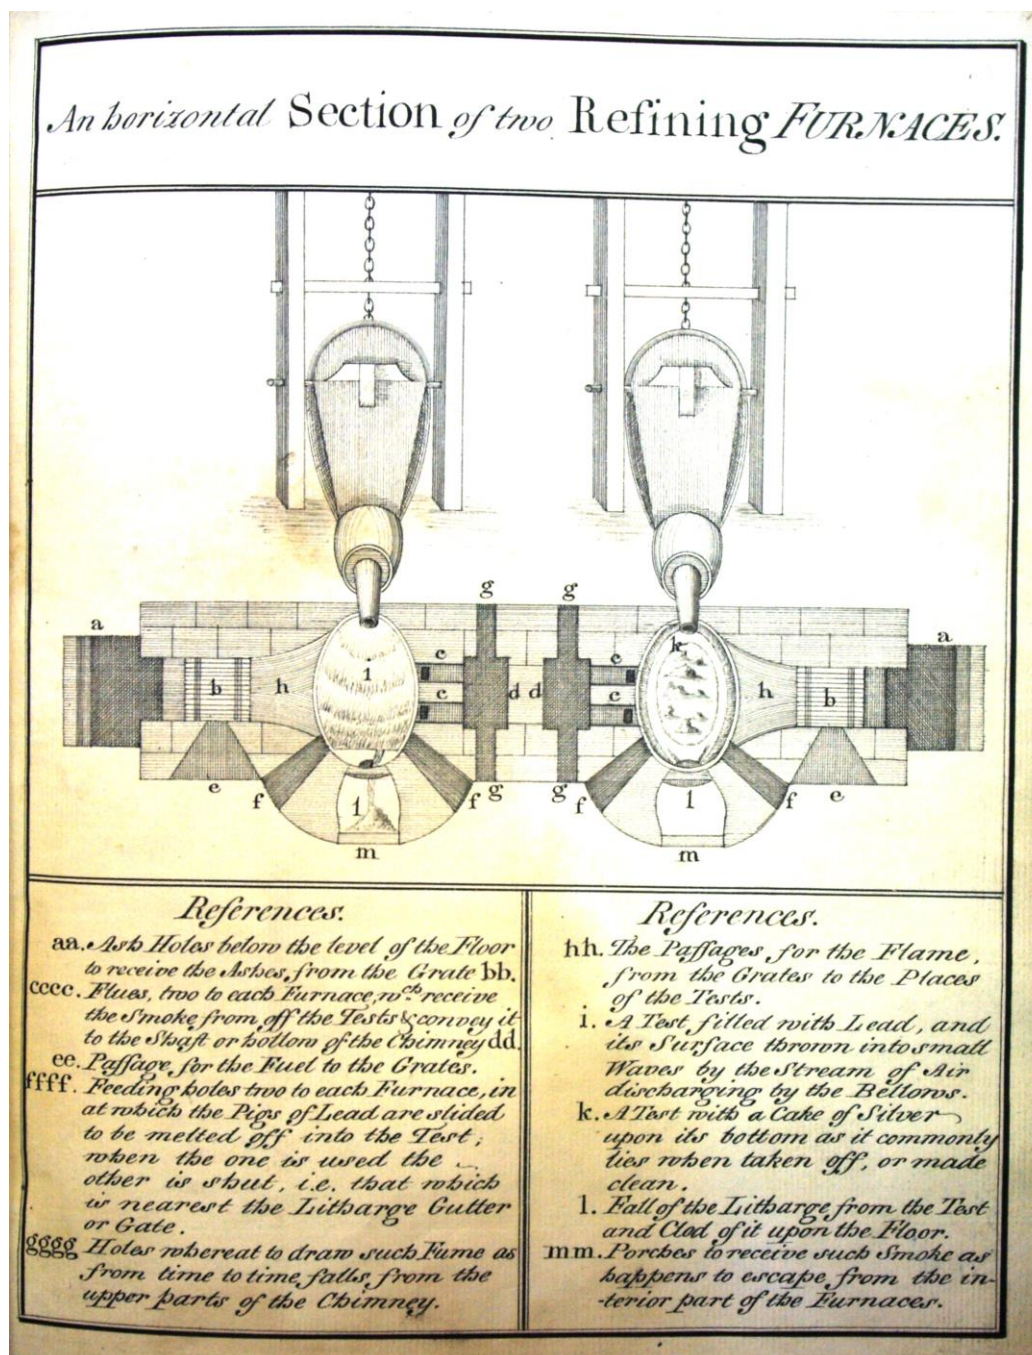 An horizontal Section of two Refining FURNACES.
g g
a a
c c
i k
b h c d d c h b
e f g g f e
f l l f
m m
References.
aa. Ash Holes below the level of the Floor
to receive the Ashes, from the Grate bb.
cccc. Flues, two to each Furnace, wch. receive
the Smoke from off the Tests & convey it
to the Shaft or bottom of the Chimney dd.
ee. Paſsage, for the Fuel to the Grates.
ffff. Feeding holes two to each Furnace, in
at which the Pigs of Lead are slided
to be melted off into the Test;
when the one is used the
other is shut, i.e. that which
is nearest the Litharge Gutter
or Gate.
gggg Holes whereat to draw such Fume as
from time to time, falls, from the
upper parts of the Chimney.
References.
hh. The Paſsages, for the Flame,
from the Grates to the Places
of the Tests.
i. A Test filled with Lead, and
its Surface thrown into small
Waves by the Stream of Air
discharging by the Bellows.
k. A Test with a Cake of Silver
upon its bottom as it commonly
lies when taken off, or made
clean.
l. Fall of the Litharge from the Test
and Clod of it upon the Floor.
mm. Porches to receive such Smoke as
happens to escape from the in-
-terior part of the Furnaces.